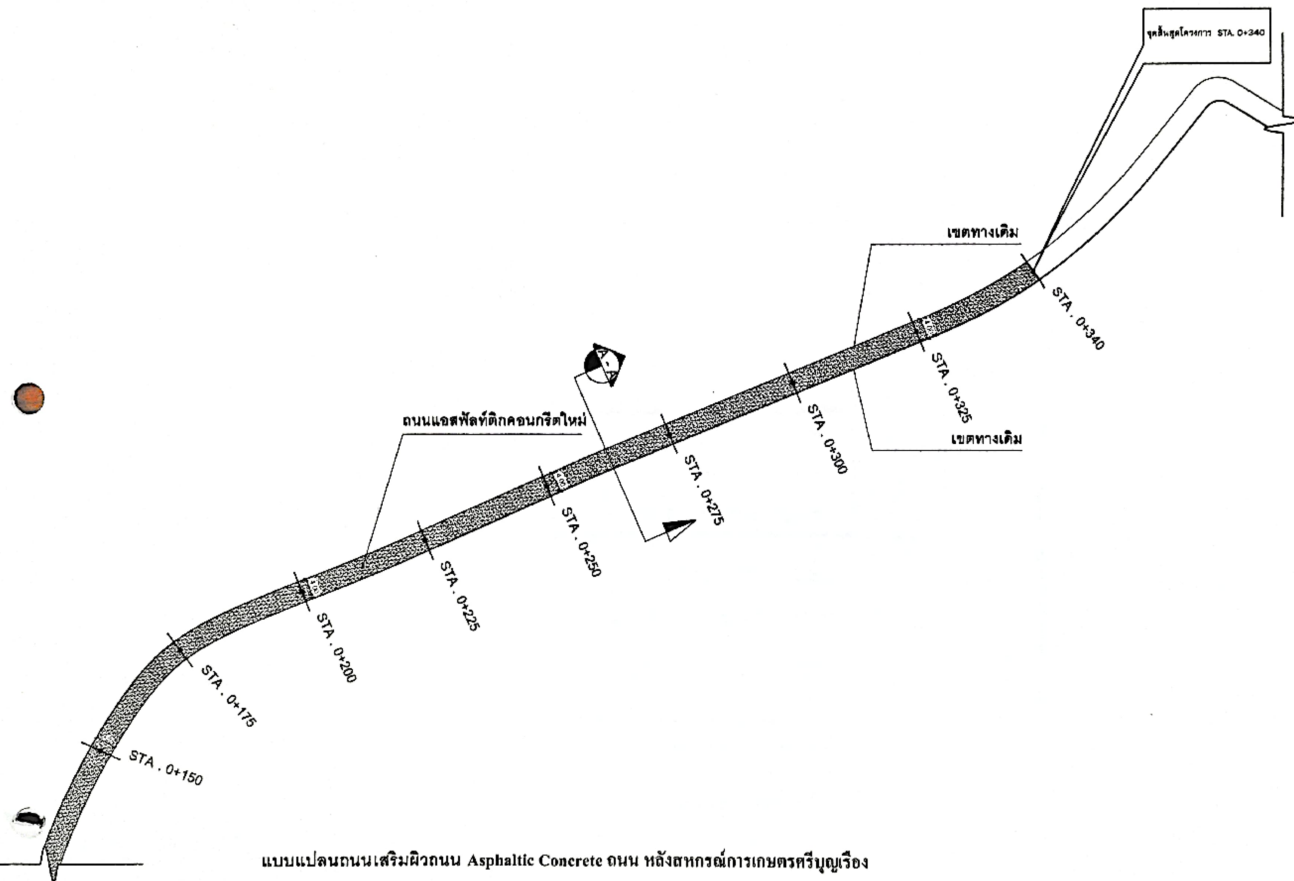 จุดสิ้นสุดโครงการ STA. 0+340
เขตทางเดิม
STA . 0+340
A - A
STA . 0+325
ถนนแอสฟัลท์ติกคอนกรีตใหม่
เขตทางเดิม
STA . 0+300
STA . 0+275
4.00
STA . 0+250
STA . 0+225
STA . 0+200
STA . 0+175
STA . 0+150
แบบแปลนถนนเสริมผิวถนน Asphaltic Concrete ถนน หลังสหกรณ์การเกษตรศรีบุญเรือง